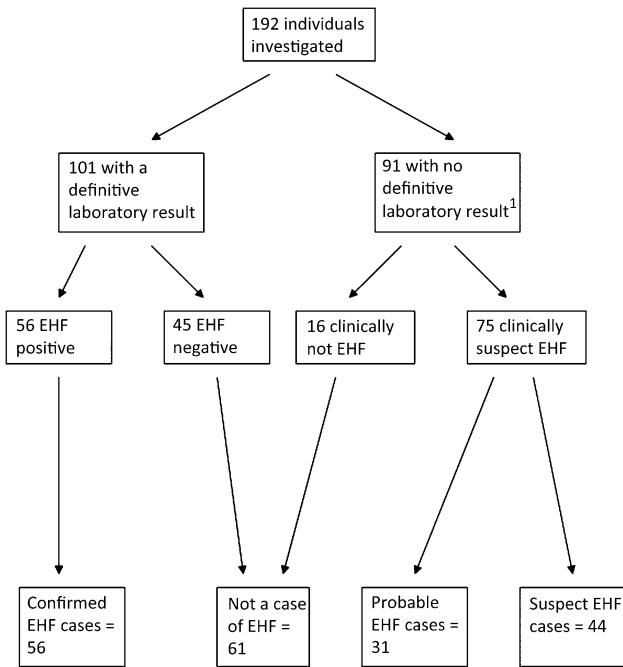 192 individuals
investigated
101 with a
definitive
laboratory result
91 with no
definitive
laboratory result1
56 EHF
positive
45 EHF
negative
16 clinically
not EHF
75 clinically
suspect EHF
Confirmed
EHF cases =
56
Not a case
of EHF =
61
Probable
EHF cases =
31
Suspect EHF
cases = 44